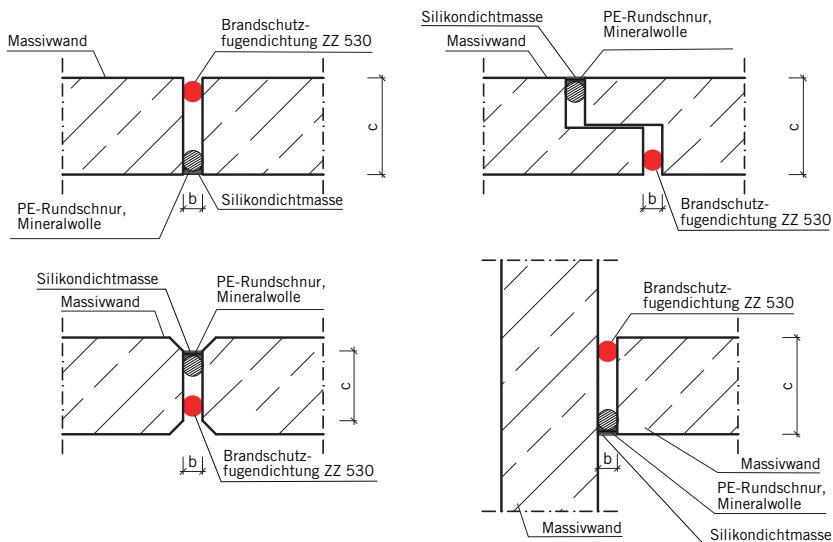 Brandschutz-
fugendichtung ZZ 530
Massivwand
c
b
Silikondichtmasse
PE-Rundschnur,
Mineralwolle
Silikondichtmasse
PE-Rundschnur,
Mineralwolle
Massivwand
c
b
Brandschutz-
fugendichtung ZZ 530
Silikondichtmasse
PE-Rundschnur,
Mineralwolle
Massivwand
c
b
Brandschutz-
fugendichtung ZZ 530
Brandschutz-
fugendichtung ZZ 530
c
b
Massivwand
PE-Rundschnur,
Mineralwolle
Massivwand
Silikondichtmasse